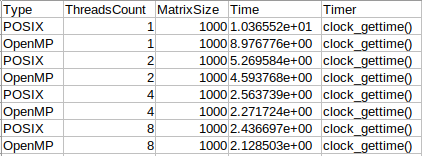 Type ThreadsCount MatrixSize Time Timer
POSIX 1 1000 1.036552e+01 clock_gettime()
OpenMP 1 1000 8.976776e+00 clock_gettime()
POSIX 2 1000 5.269584e+00 clock_gettime()
OpenMP 2 1000 4.593768e+00 clock_gettime()
POSIX 4 1000 2.563739e+00 clock_gettime()
OpenMP 4 1000 2.271724e+00 clock_gettime()
POSIX 8 1000 2.436697e+00 clock_gettime()
OpenMP 8 1000 2.128503e+00 clock_gettime()